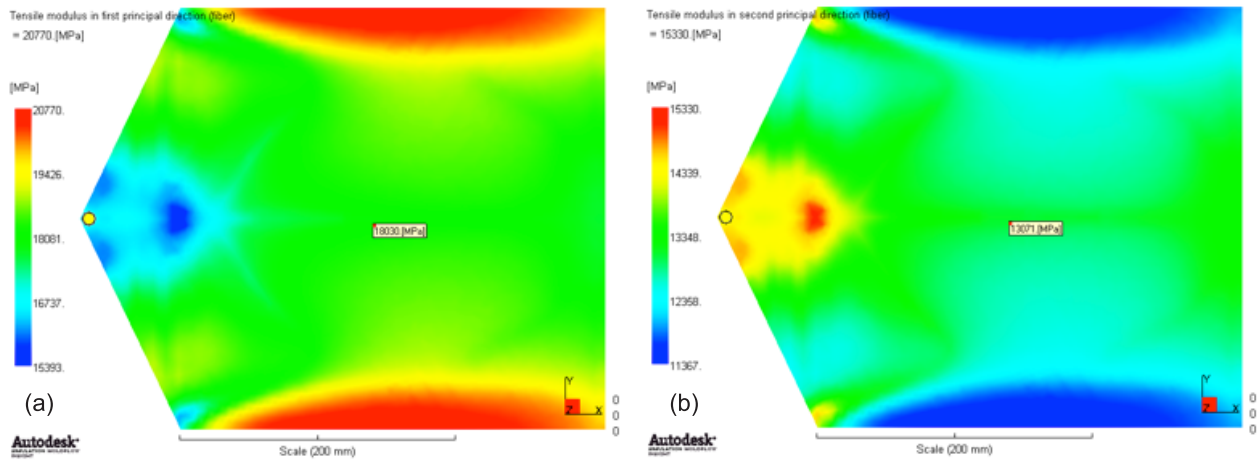 Tensile modulus in first principal direction (fiber)
= 20770.[MPa]
[MPa]
20770.
19426.
18081.
16737.
15393.
18030.[MPa]
(a)
Y
Z X
0
0
0
Autodesk
Scale (200 mm)
Tensile modulus in second principal direction (fiber)
= 15330.[MPa]
[MPa]
15330.
14339.
13348.
12358.
11367.
13071.[MPa]
(b)
Y
Z X
0
0
0
Autodesk
Scale (200 mm)